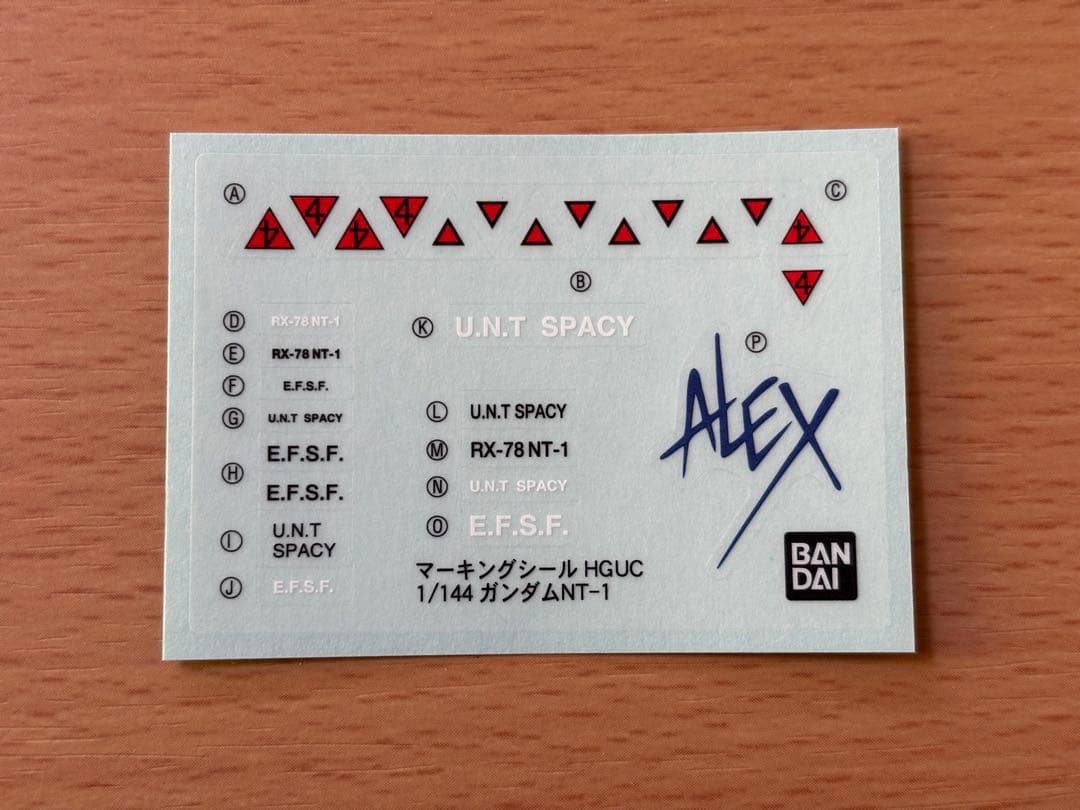 Ⓐ 4 4 4 4 4 Ⓒ
Ⓑ 4
Ⓓ RX-78 NT-1
Ⓔ RX-78 NT-1
Ⓕ E.F.S.F.
Ⓖ U.N.T SPACY
Ⓗ E.F.S.F.
E.F.S.F.
Ⓘ U.N.T
SPACY
Ⓙ E.F.S.F.
Ⓚ U.N.T SPACY
Ⓛ U.N.T SPACY
Ⓜ RX-78 NT-1
Ⓝ U.N.T SPACY
Ⓞ E.F.S.F.
マーキングシール HGUC
1/144 ガンダムNT-1
Ⓟ
ALEX
BAN
DAI